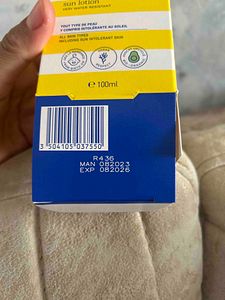 sun lotion
VERY WATER RESISTANT
TOUT TYPE DE PEAU
Y COMPRIS INTOLÉRANTE AU SOLEIL
ALL SKIN TYPES
INCLUDING SUN INTOLERANT SKIN
℮ 100ml
3 504105 037550
R436
MAN 082023
EXP 082026